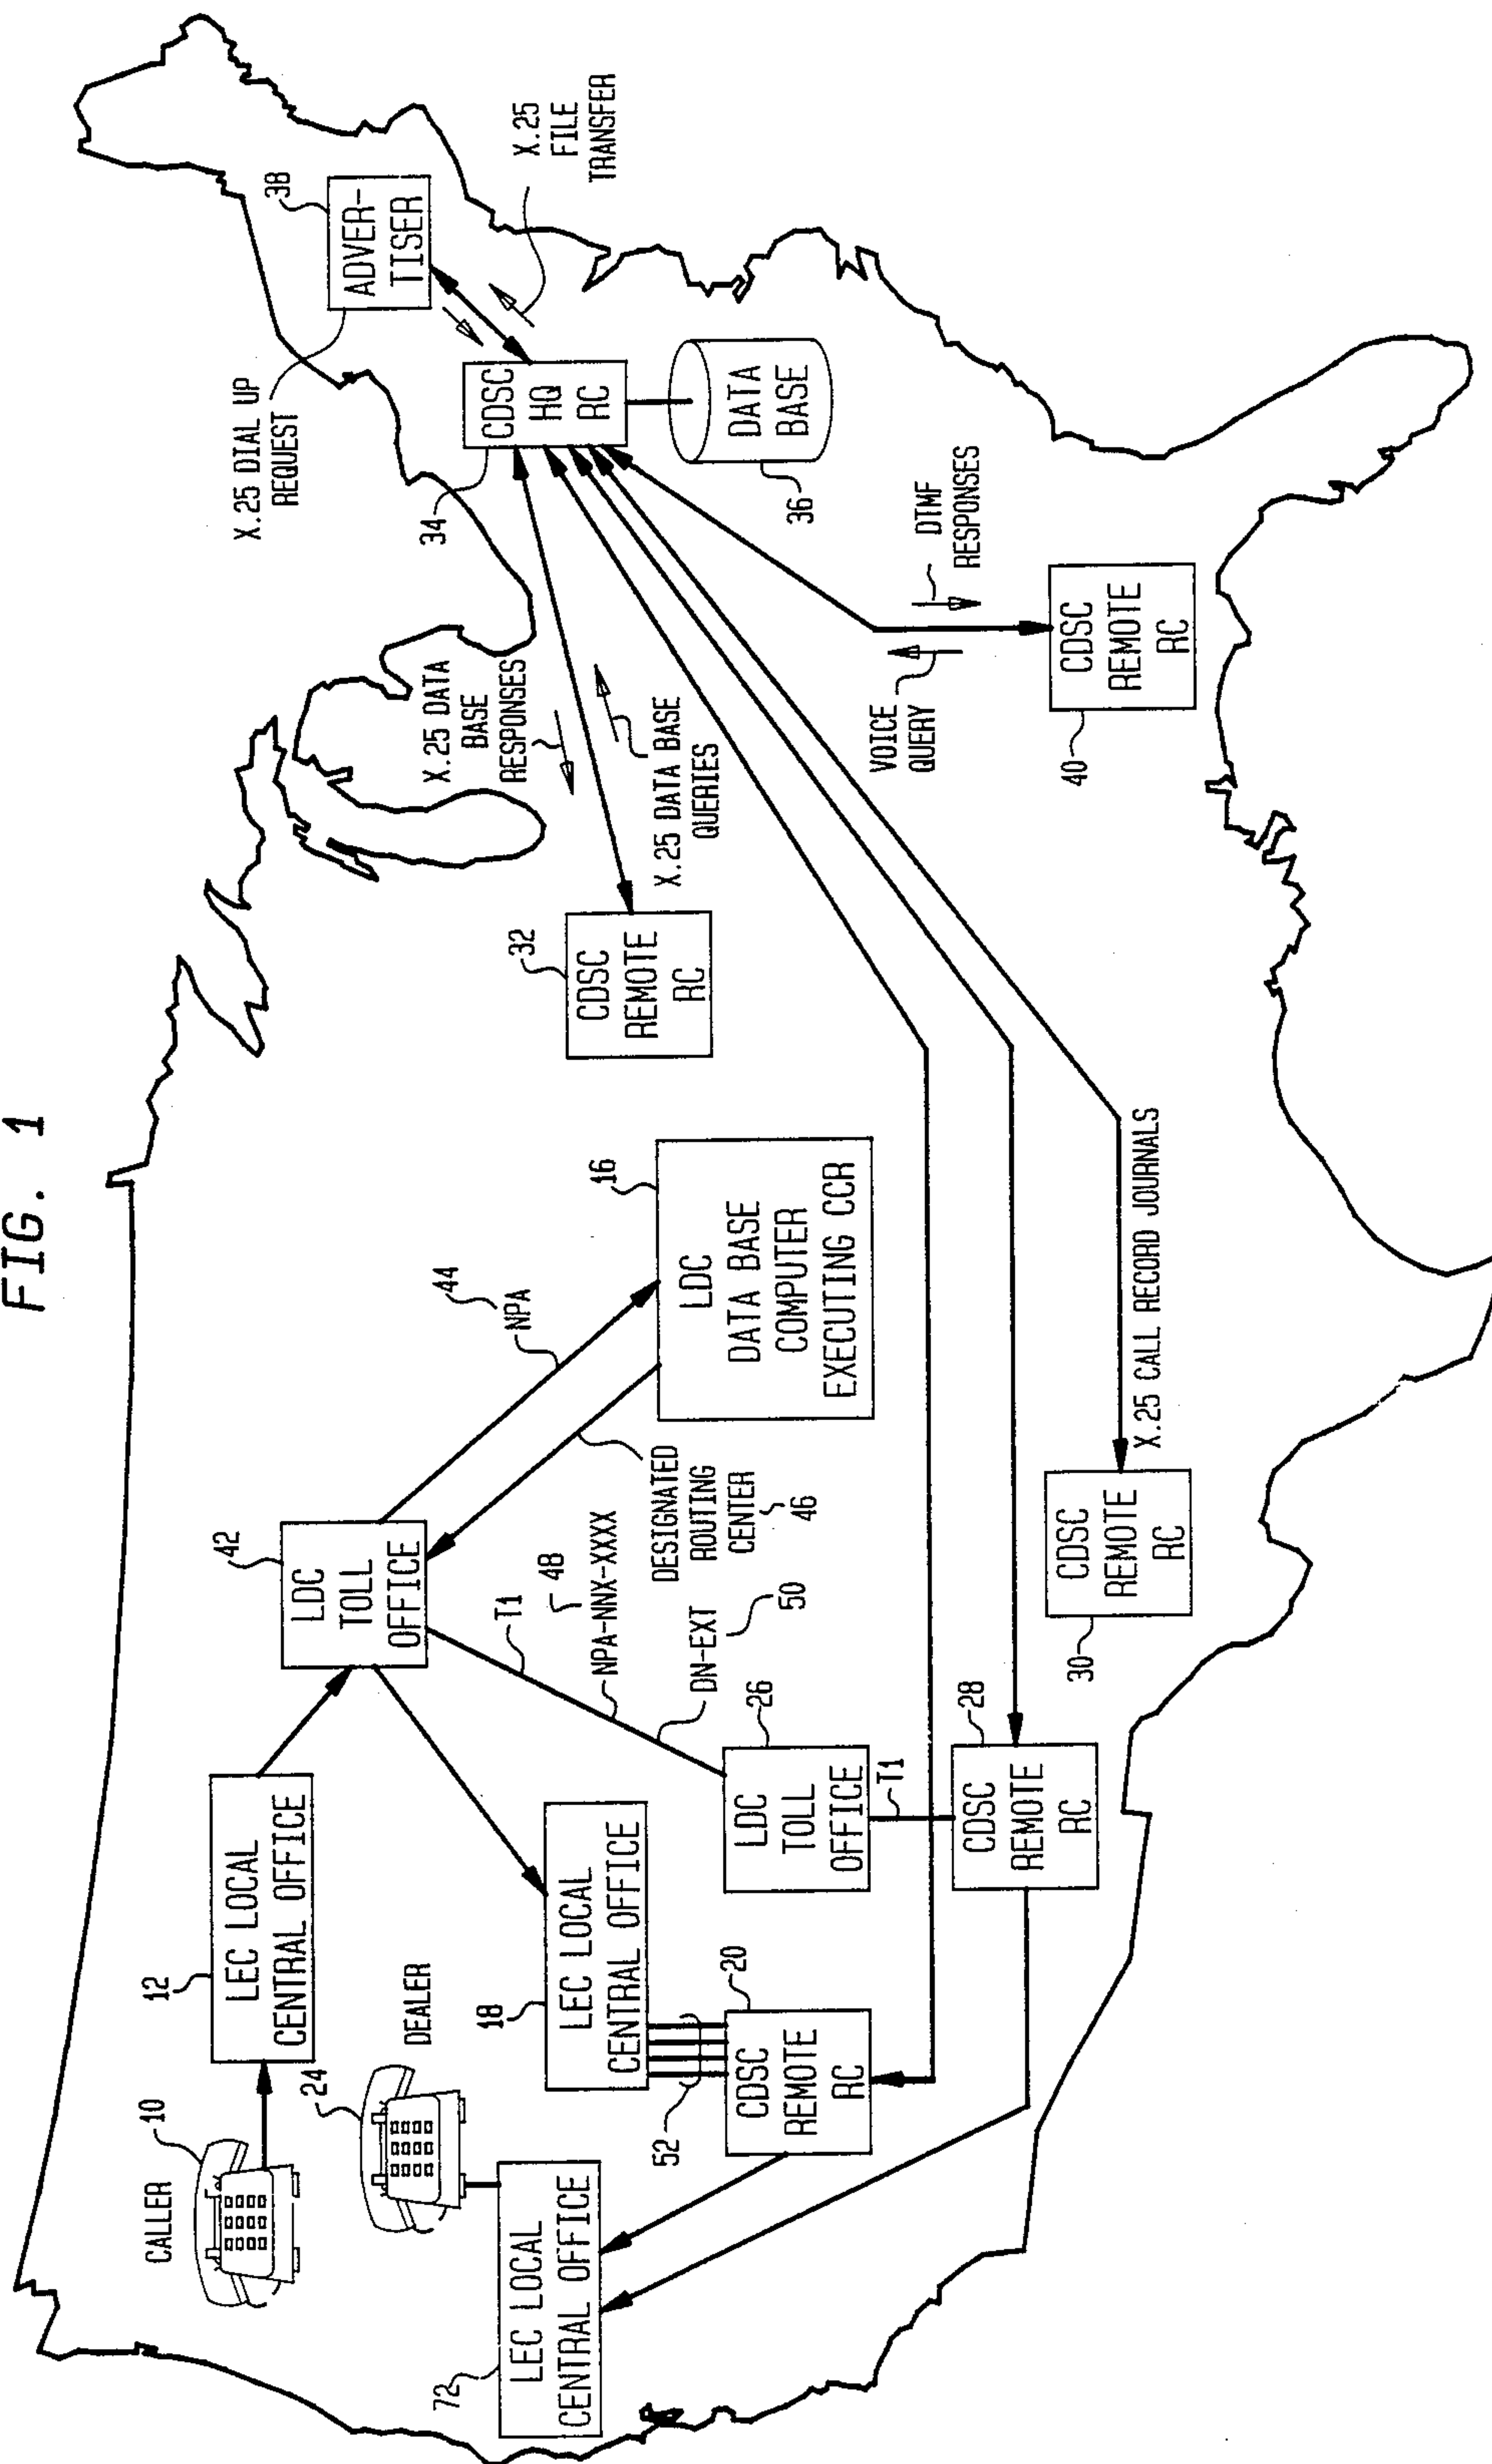 FIG. 1
CALLER
10
12
LEC LOCAL
CENTRAL OFFICE
24
DEALER
72
LEC LOCAL
CENTRAL OFFICE
18
LEC LOCAL
CENTRAL OFFICE
52
20
CDSC
REMOTE
RC
42
LDC
TOLL
OFFICE
44
NPA
16
LDC
DATA BASE
COMPUTER
EXECUTING CCR
DESIGNATED
ROUTING
CENTER
46
T1
48
NPA-NNX-XXXX
DN-EXT
50
26
LDC
TOLL
OFFICE
T1
28
CDSC
REMOTE
RC
30
CDSC
REMOTE
RC
X.25 CALL RECORD JOURNALS
32
CDSC
REMOTE
RC
X.25 DATA
BASE
RESPONSES
X.25 DATA BASE
QUERIES
X.25 DIAL UP
REQUEST
38
ADVER-
TISER
X.25
FILE
TRANSFER
34
CDSC
HQ
RC
36
DATA
BASE
VOICE
QUERY
DTMF
RESPONSES
40
CDSC
REMOTE
RC